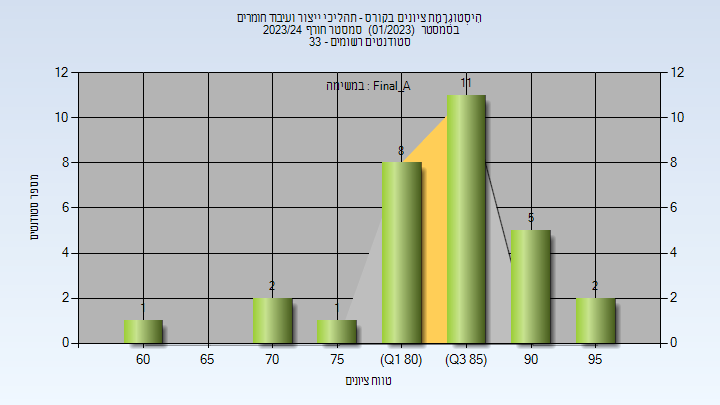 היסטוגרמת ציונים בקורס - תהליכי ייצור ועיבוד חומרים
בסמסטר (01/2023) סמסטר חורף 2023/24
סטודנטים רשומים - 33
במשימה : Final_A
12 12
10 10
8 8
6 6
4 4
2 2
0 0
1 2 1 8 11 5 2
60 65 70 75 (Q1 80) (Q3 85) 90 95
מספר סטודנטים
טווח ציונים